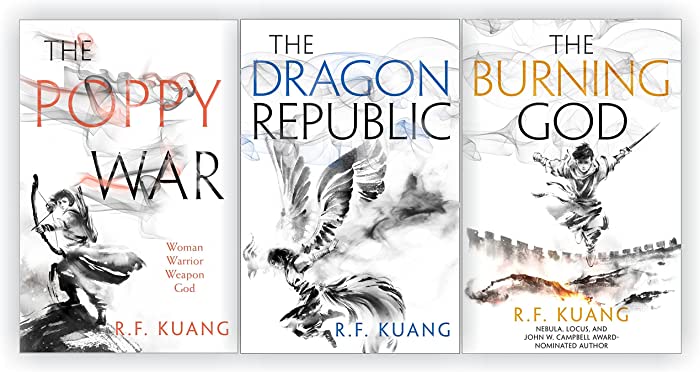 THE
POPPY
WAR
Woman
Warrior
Weapon
God
R.F. KUANG
THE
DRAGON
REPUBLIC
R.F. KUANG
THE
BURNING
GOD
R.F. KUANG
NEBULA, LOCUS, AND
JOHN W. CAMPBELL AWARD-
NOMINATED AUTHOR